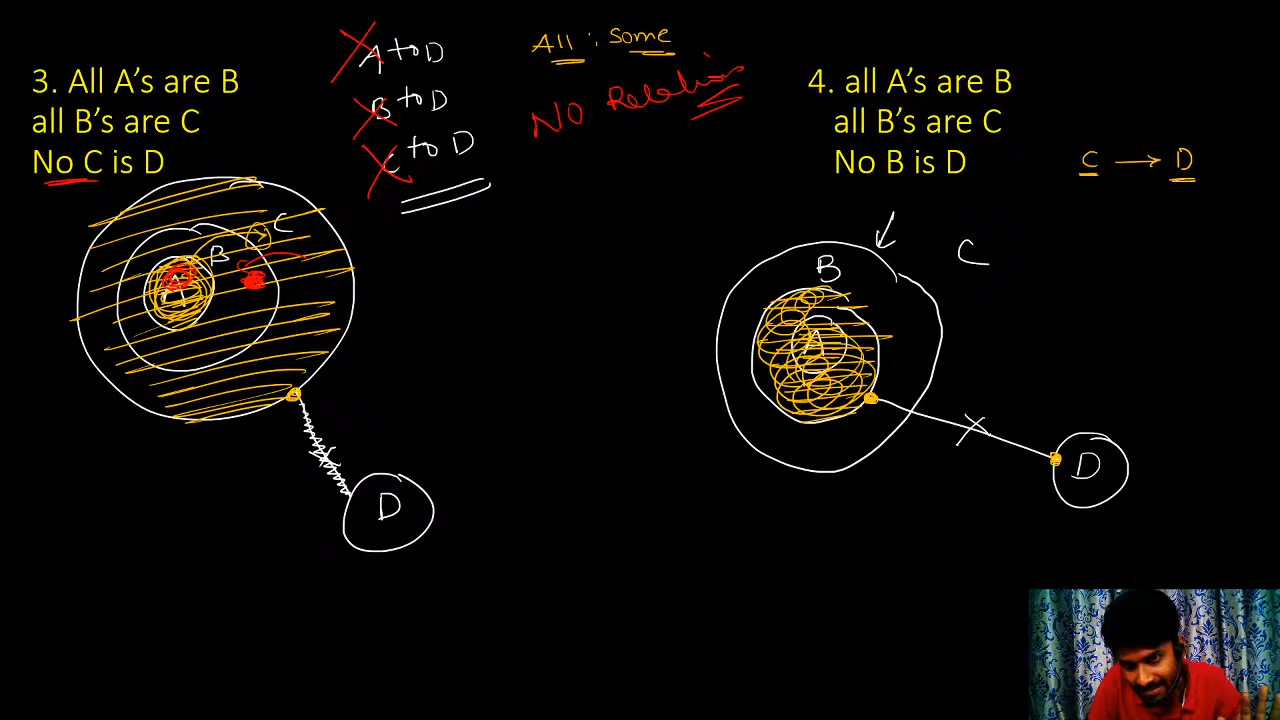 3. All A's are B
all B's are C
No C is D
A to D
B to D
C to D
All : Some
NO Relation
4. all A's are B
all B's are C
No B is D
C → D
C
B
A
D
B
C
A
D